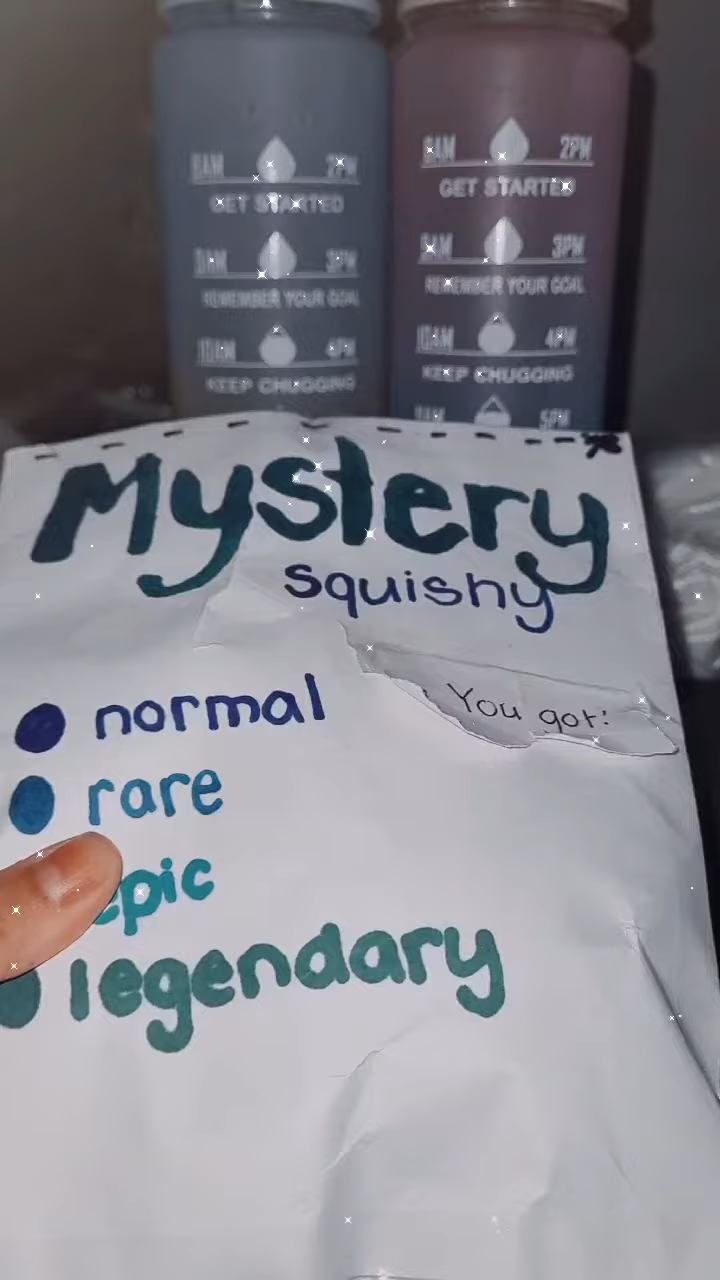 8AM 2PM
GET STARTED
9AM 3PM
REMEMBER YOUR GOAL
10AM 4PM
KEEP CHUGGING
8AM 2PM
GET STARTED
9AM 3PM
REMEMBER YOUR GOAL
10AM 4PM
KEEP CHUGGING
11AM 5PM
Mystery
squishy
You got:
normal
rare
epic
legendary